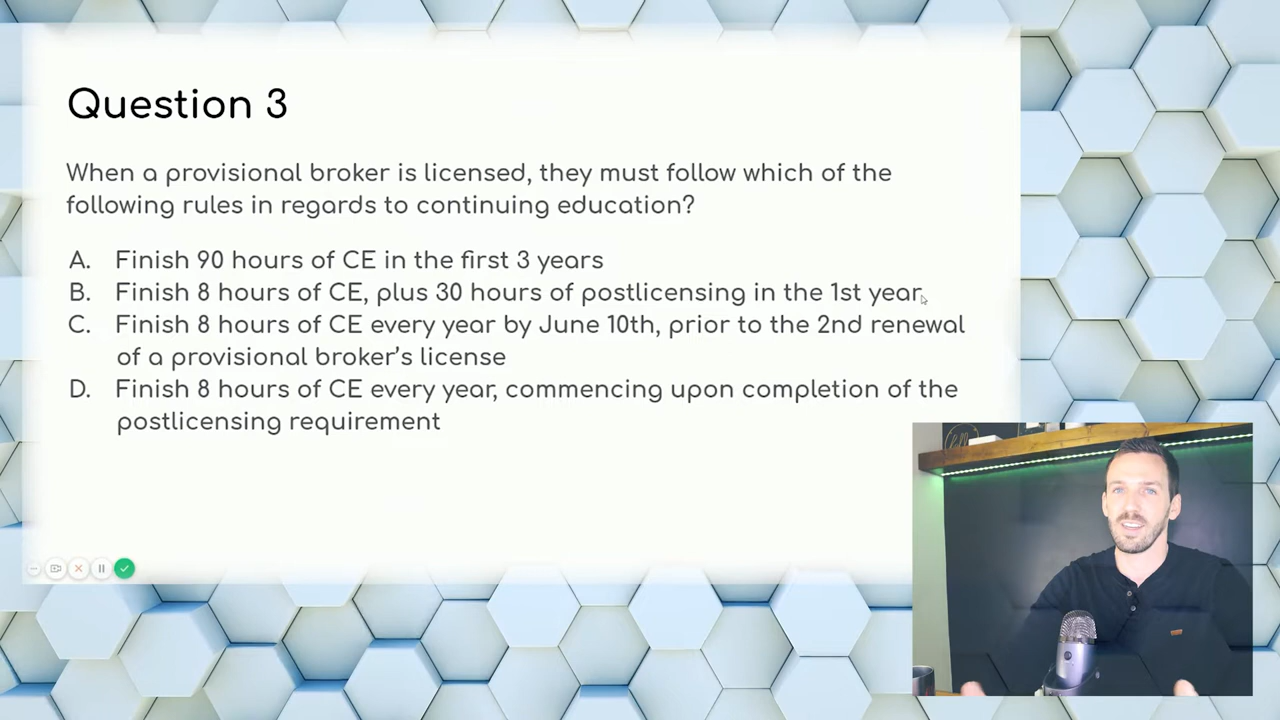 Question 3
When a provisional broker is licensed, they must follow which of the
following rules in regards to continuing education?
A. Finish 90 hours of CE in the first 3 years
B. Finish 8 hours of CE, plus 30 hours of postlicensing in the 1st year
C. Finish 8 hours of CE every year by June 10th, prior to the 2nd renewal
of a provisional broker's license
D. Finish 8 hours of CE every year, commencing upon completion of the
postlicensing requirement